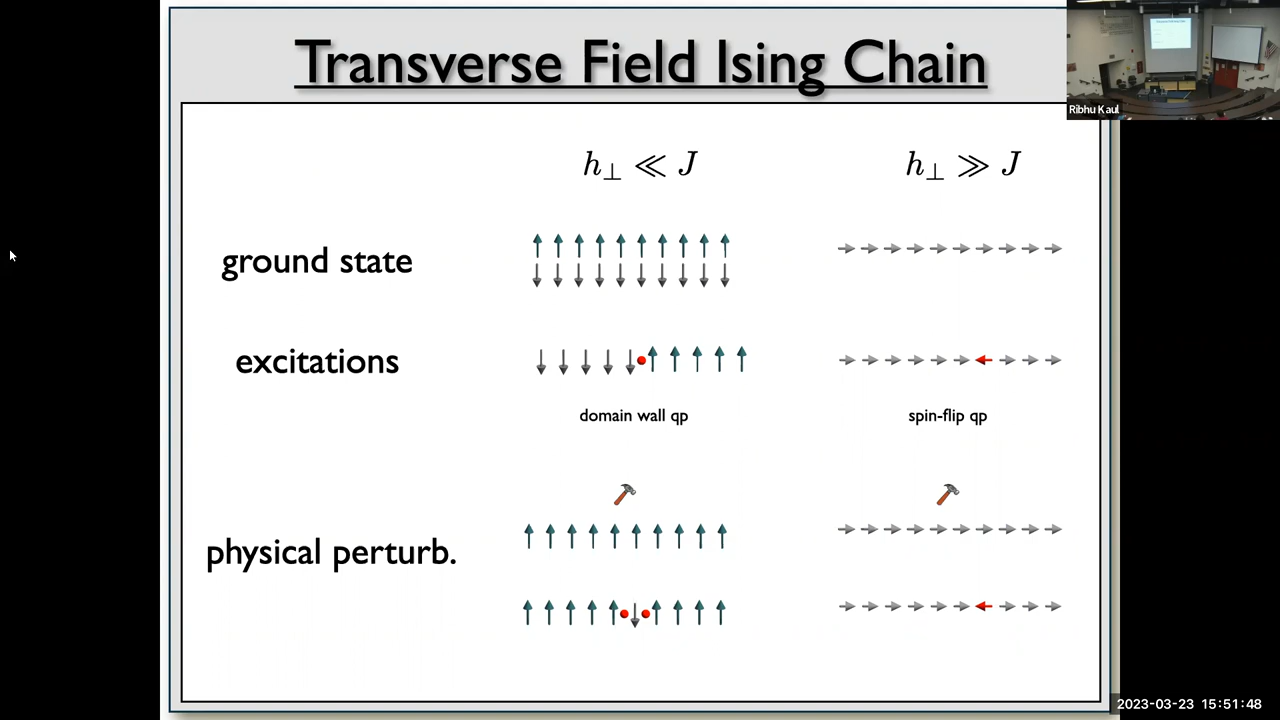 Transverse Field Ising Chain
Ribhu Kaul
h⊥ ≪ J
h⊥ ≫ J
ground state
excitations
domain wall qp
spin-flip qp
physical perturb.
2023-03-23 15:51:48